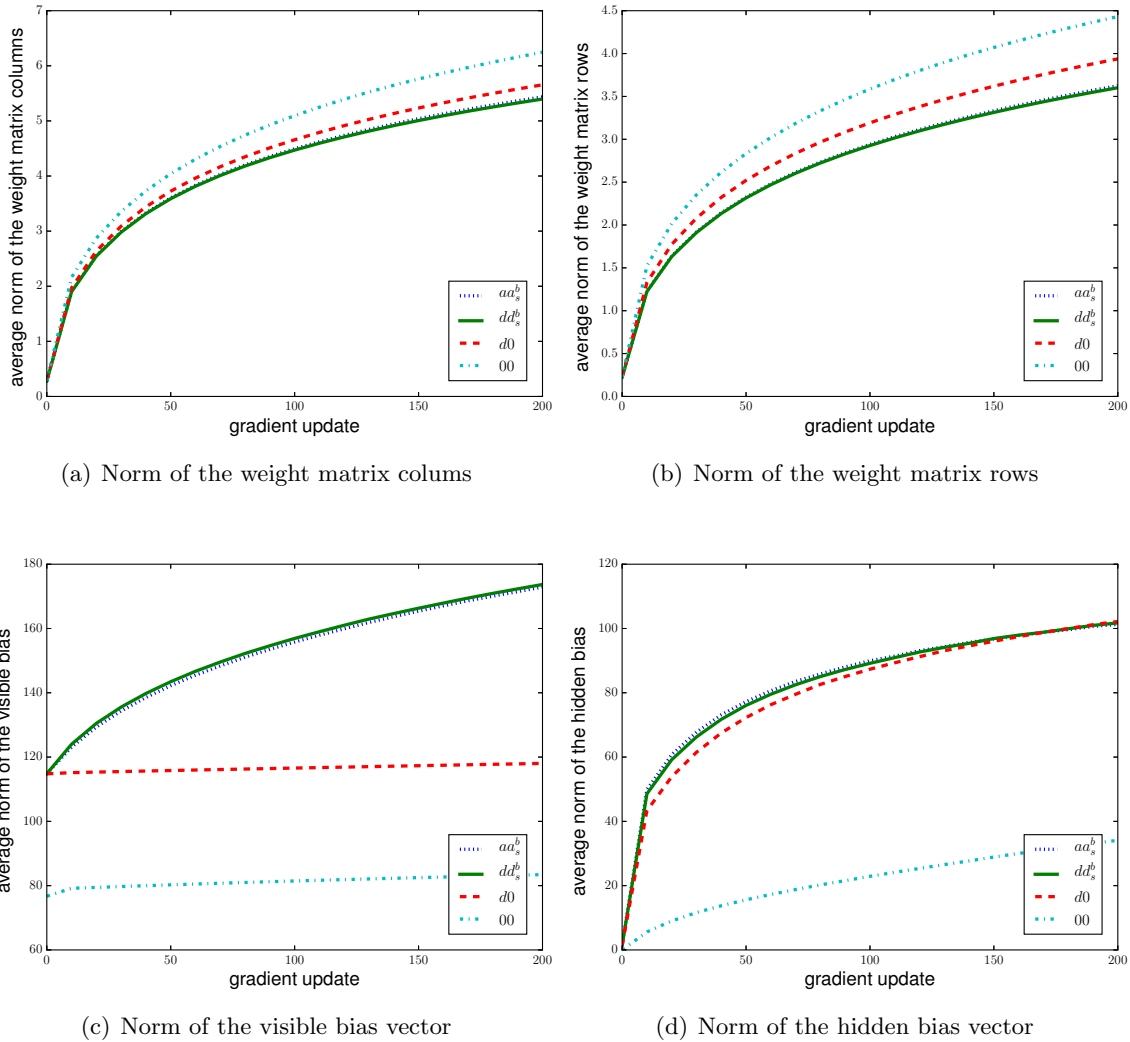 7
6
5
4
3
2
1
0
average norm of the weight matrix columns
0 50 100 150 200
gradient update
aa_s^b
dd_s^b
d0
00
(a) Norm of the weight matrix colums
4.5
4.0
3.5
3.0
2.5
2.0
1.5
1.0
0.5
0.0
average norm of the weight matrix rows
0 50 100 150 200
gradient update
aa_s^b
dd_s^b
d0
00
(b) Norm of the weight matrix rows
180
160
140
120
100
80
60
average norm of the visible bias
0 50 100 150 200
gradient update
aa_s^b
dd_s^b
d0
00
(c) Norm of the visible bias vector
120
100
80
60
40
20
0
average norm of the hidden bias
0 50 100 150 200
gradient update
aa_s^b
dd_s^b
d0
00
(d) Norm of the hidden bias vector